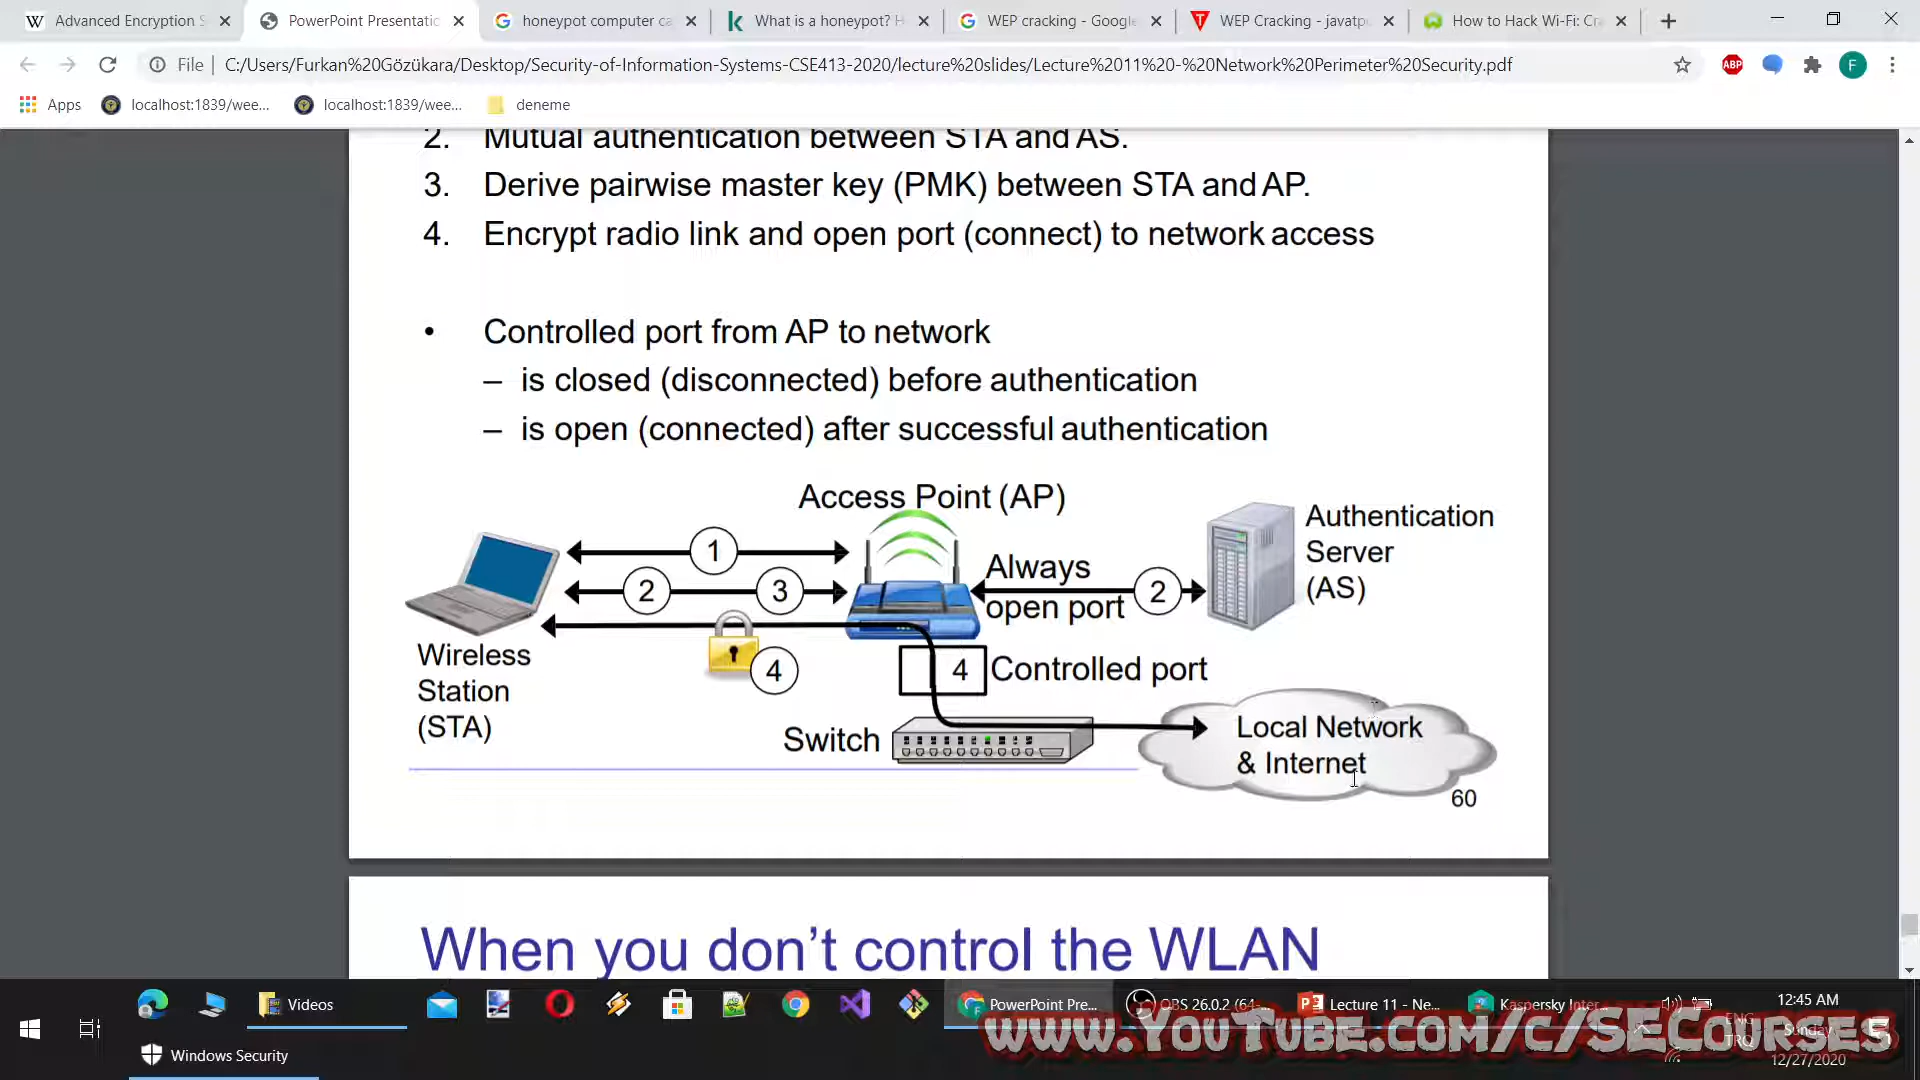 Advanced Encryption S
PowerPoint Presentatio
honeypot computer ca
What is a honeypot? H
WEP cracking - Google
WEP Cracking - javatp
How to Hack Wi-Fi: Cra
File | C:/Users/Furkan%20Gözükara/Desktop/Security-of-Information-Systems-CSE413-2020/lecture%20slides/Lecture%2011%20-%20Network%20Perimeter%20Security.pdf
ABP
F
Apps
localhost:1839/wee...
localhost:1839/wee...
deneme
2. Mutual authentication between STA and AS.
3. Derive pairwise master key (PMK) between STA and AP.
4. Encrypt radio link and open port (connect) to network access
• Controlled port from AP to network
– is closed (disconnected) before authentication
– is open (connected) after successful authentication
Access Point (AP)
1
2
3
Always
open port
2
Authentication
Server
(AS)
Wireless
Station
(STA)
4
4
Controlled port
Switch
Local Network
& Internet
60
When you don't control the WLAN
Videos
PowerPoint Pre...
OBS 26.0.2 (64-...
Lecture 11 - Ne...
Kaspersky Inter...
ENG
TRQ
12:45 AM
Sunday
12/27/2020
Windows Security
www.YouTube.com/c/SECourses